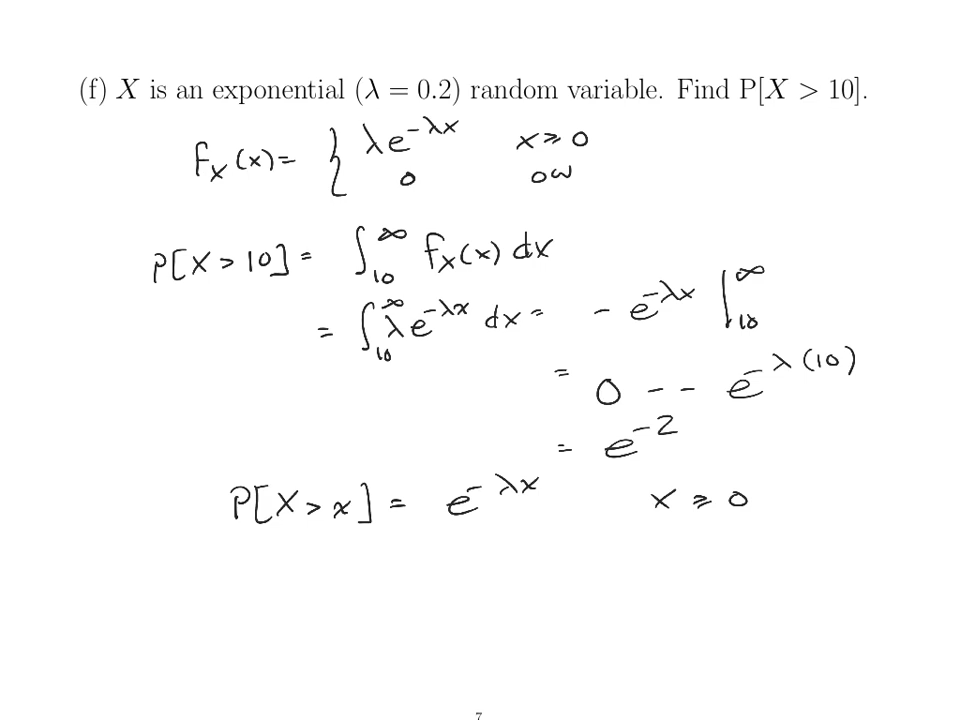 (f) X is an exponential (λ = 0.2) random variable. Find P[X > 10].
f_X(x) = { λe^{-λx}   x ≥ 0
0   ow
P[X > 10] = ∫_{10}^{∞} f_X(x) dx
= ∫_{10}^{∞} λe^{-λx} dx = - e^{-λx} |_{10}^{∞}
= 0 - - e^{-λ(10)}
= e^{-2}
P[X > x] = e^{-λx}   x ≥ 0
7